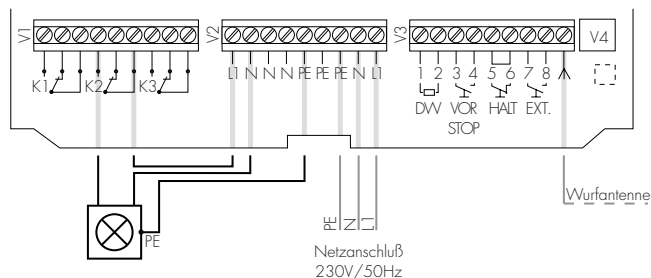 V1 V2 V3 V4
K1 K2 K3 L1 N N N PE PE PE N L1 1 2 3 4 5 6 7 8
DW VOR HALT EXT.
STOP
Wurfantenne
PE
PE N L1
Netzanschluß
230V/50Hz